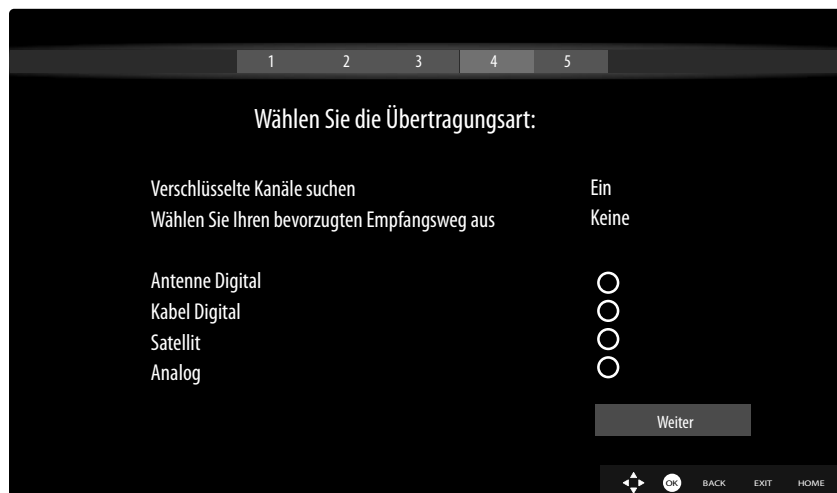 1 2 3 4 5
Wählen Sie die Übertragungsart:
Verschlüsselte Kanäle suchen Ein
Wählen Sie Ihren bevorzugten Empfangsweg aus Keine
Antenne Digital
Kabel Digital
Satellit
Analog
Weiter
OK BACK EXIT HOME